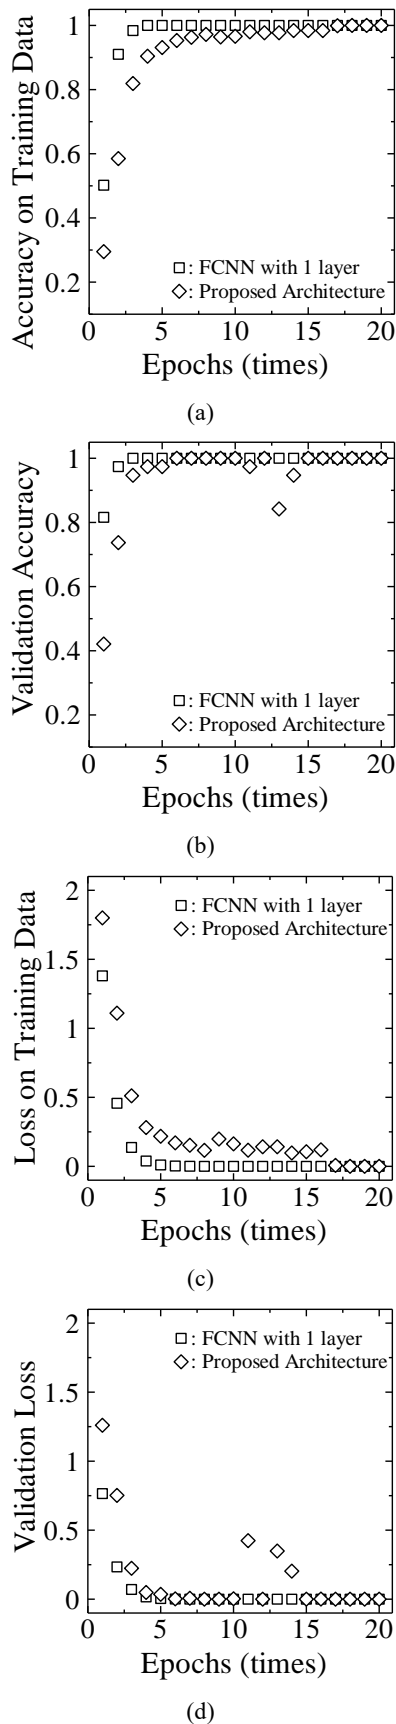 Accuracy on Training Data
1
0.8
0.6
0.4
0.2
□: FCNN with 1 layer
◇: Proposed Architecture
0 5 10 15 20
Epochs (times)
(a)
Validation Accuracy
1
0.8
0.6
0.4
0.2
□: FCNN with 1 layer
◇: Proposed Architecture
0 5 10 15 20
Epochs (times)
(b)
Loss on Training Data
2
□: FCNN with 1 layer
◇: Proposed Architecture
1.5
1
0.5
0
0 5 10 15 20
Epochs (times)
(c)
Validation Loss
2
□: FCNN with 1 layer
◇: Proposed Architecture
1.5
1
0.5
0
0 5 10 15 20
Epochs (times)
(d)